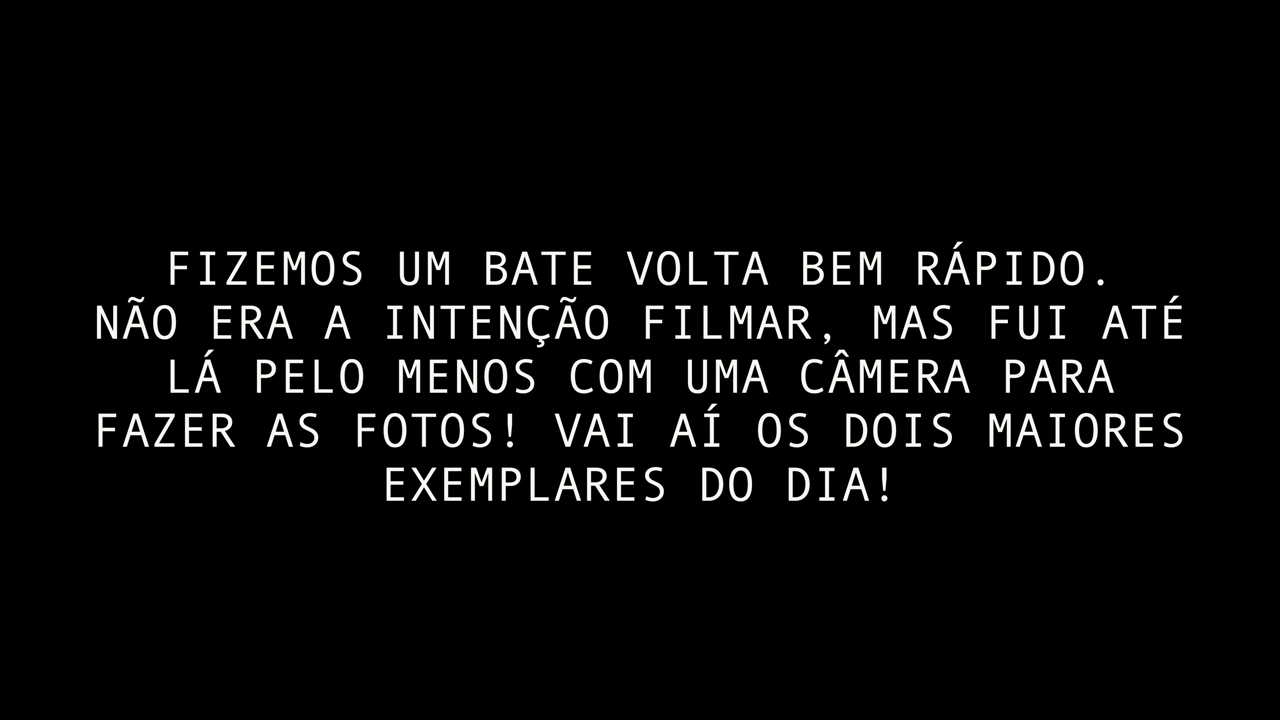 FIZEMOS UM BATE VOLTA BEM RÁPIDO.
NÃO ERA A INTENÇÃO FILMAR, MAS FUI ATÉ
LÁ PELO MENOS COM UMA CÂMERA PARA
FAZER AS FOTOS! VAI AÍ OS DOIS MAIORES
EXEMPLARES DO DIA!